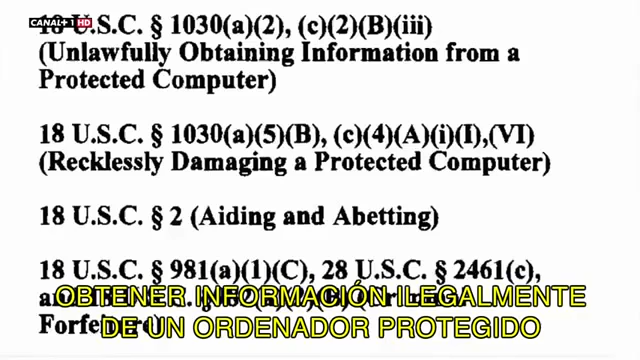 CANAL+ 1 HD
18 U.S.C. § 1030(a)(2), (c)(2)(B)(iii)
(Unlawfully Obtaining Information from a
Protected Computer)
18 U.S.C. § 1030(a)(5)(B), (c)(4)(A)(i)(I),(VI)
(Recklessly Damaging a Protected Computer)
18 U.S.C. § 2 (Aiding and Abetting)
18 U.S.C. § 981(a)(1)(C), 28 U.S.C. § 2461(c),
Forfeiture)
OBTENER INFORMACIÓN ILEGALMENTE
DE UN ORDENADOR PROTEGIDO